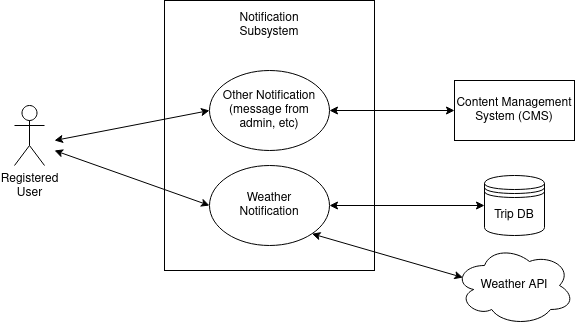 Notification
Subsystem
Other Notification
(message from
admin, etc)
Content Management
System (CMS)
Registered
User
Weather
Notification
Trip DB
Weather API